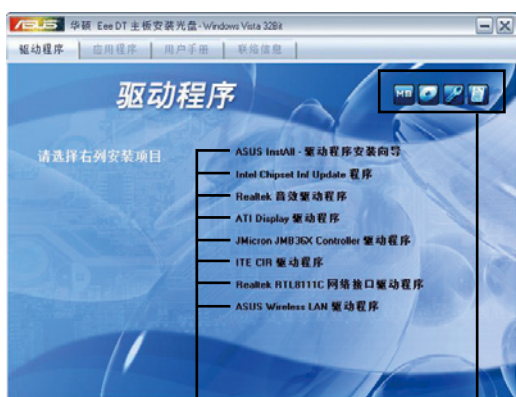 ASUS 华硕 Eee DT 主板安装光盘 - Windows Vista 32Bit
驱动程序 应用程序 用户手册 联络信息
驱动程序
MB
请选择右列安装项目
ASUS InstAll - 驱动程序安装向导
Intel Chipset Inf Update 程序
Realtek 音效驱动程序
ATI Display 驱动程序
JMicron JMB36X Controller 驱动程序
ITE CIR 驱动程序
Realtek RTL8111C 网络接口驱动程序
ASUS Wireless LAN 驱动程序